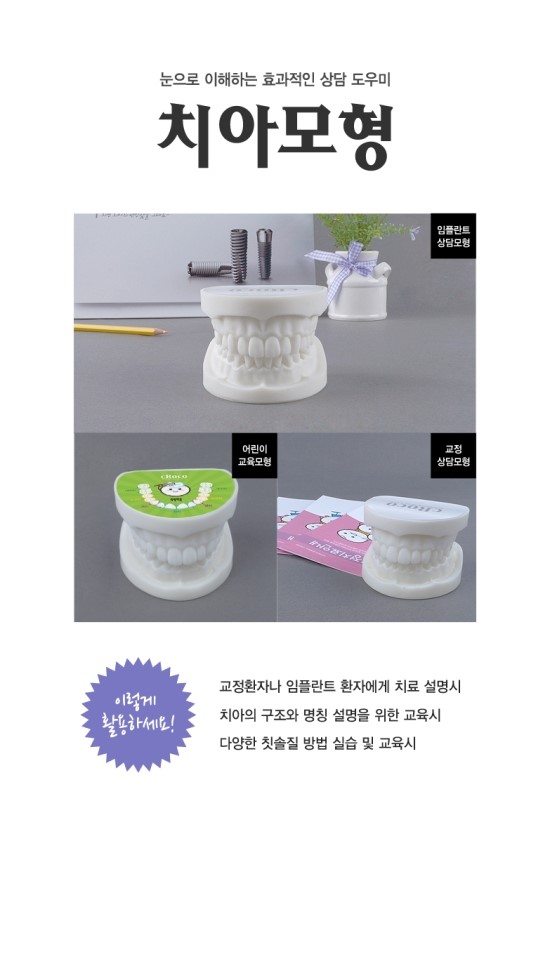 눈으로 이해하는 효과적인 상담 도우미
치아모형
임플란트
상담모형
어린이
교육모형
교정
상담모형
이렇게
활용하세요!
교정환자나 임플란트 환자에게 치료 설명시
치아의 구조와 명칭 설명을 위한 교육시
다양한 칫솔질 방법 실습 및 교육시